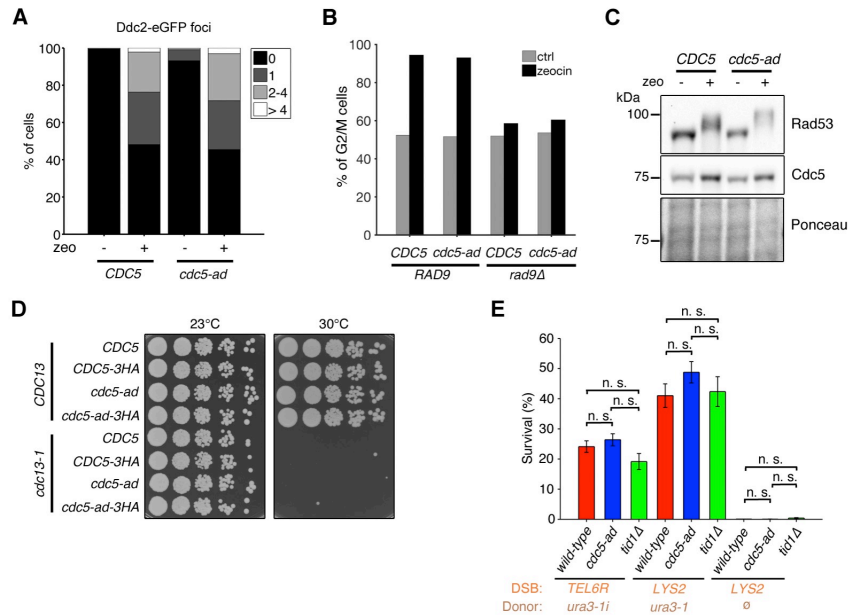 A
Ddc2-eGFP foci
% of cells
100
80
60
40
20
0
0
1
2-4
> 4
zeo - + - +
CDC5 cdc5-ad
B
% of G2/M cells
100
80
60
40
20
0
ctrl
zeocin
CDC5 cdc5-ad CDC5 cdc5-ad
RAD9 rad9Δ
C
CDC5 cdc5-ad
zeo - + - +
kDa
100
Rad53
75
Cdc5
75
Ponceau
D
23°C 30°C
CDC13
CDC5
CDC5-3HA
cdc5-ad
cdc5-ad-3HA
cdc13-1
CDC5
CDC5-3HA
cdc5-ad
cdc5-ad-3HA
E
Survival (%)
60
50
40
30
20
10
0
n. s.
n. s.
n. s.
n. s.
n. s.
n. s.
n. s.
n. s.
n. s.
wild-type cdc5-ad tid1Δ wild-type cdc5-ad tid1Δ wild-type cdc5-ad tid1Δ
DSB: TEL6R LYS2 LYS2
Donor: ura3-1i ura3-1 ø